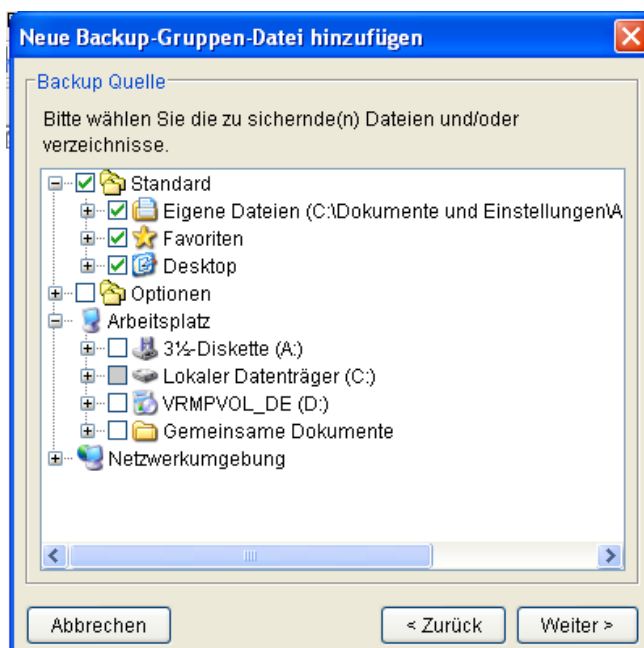 Neue Backup-Gruppen-Datei hinzufügen
Backup Quelle
Bitte wählen Sie die zu sichernde(n) Dateien und/oder
verzeichnisse.
Standard
Eigene Dateien (C:\Dokumente und Einstellungen\A
Favoriten
Desktop
Optionen
Arbeitsplatz
3½-Diskette (A:)
Lokaler Datenträger (C:)
VRMPVOL_DE (D:)
Gemeinsame Dokumente
Netzwerkumgebung
Abbrechen
< Zurück
Weiter >